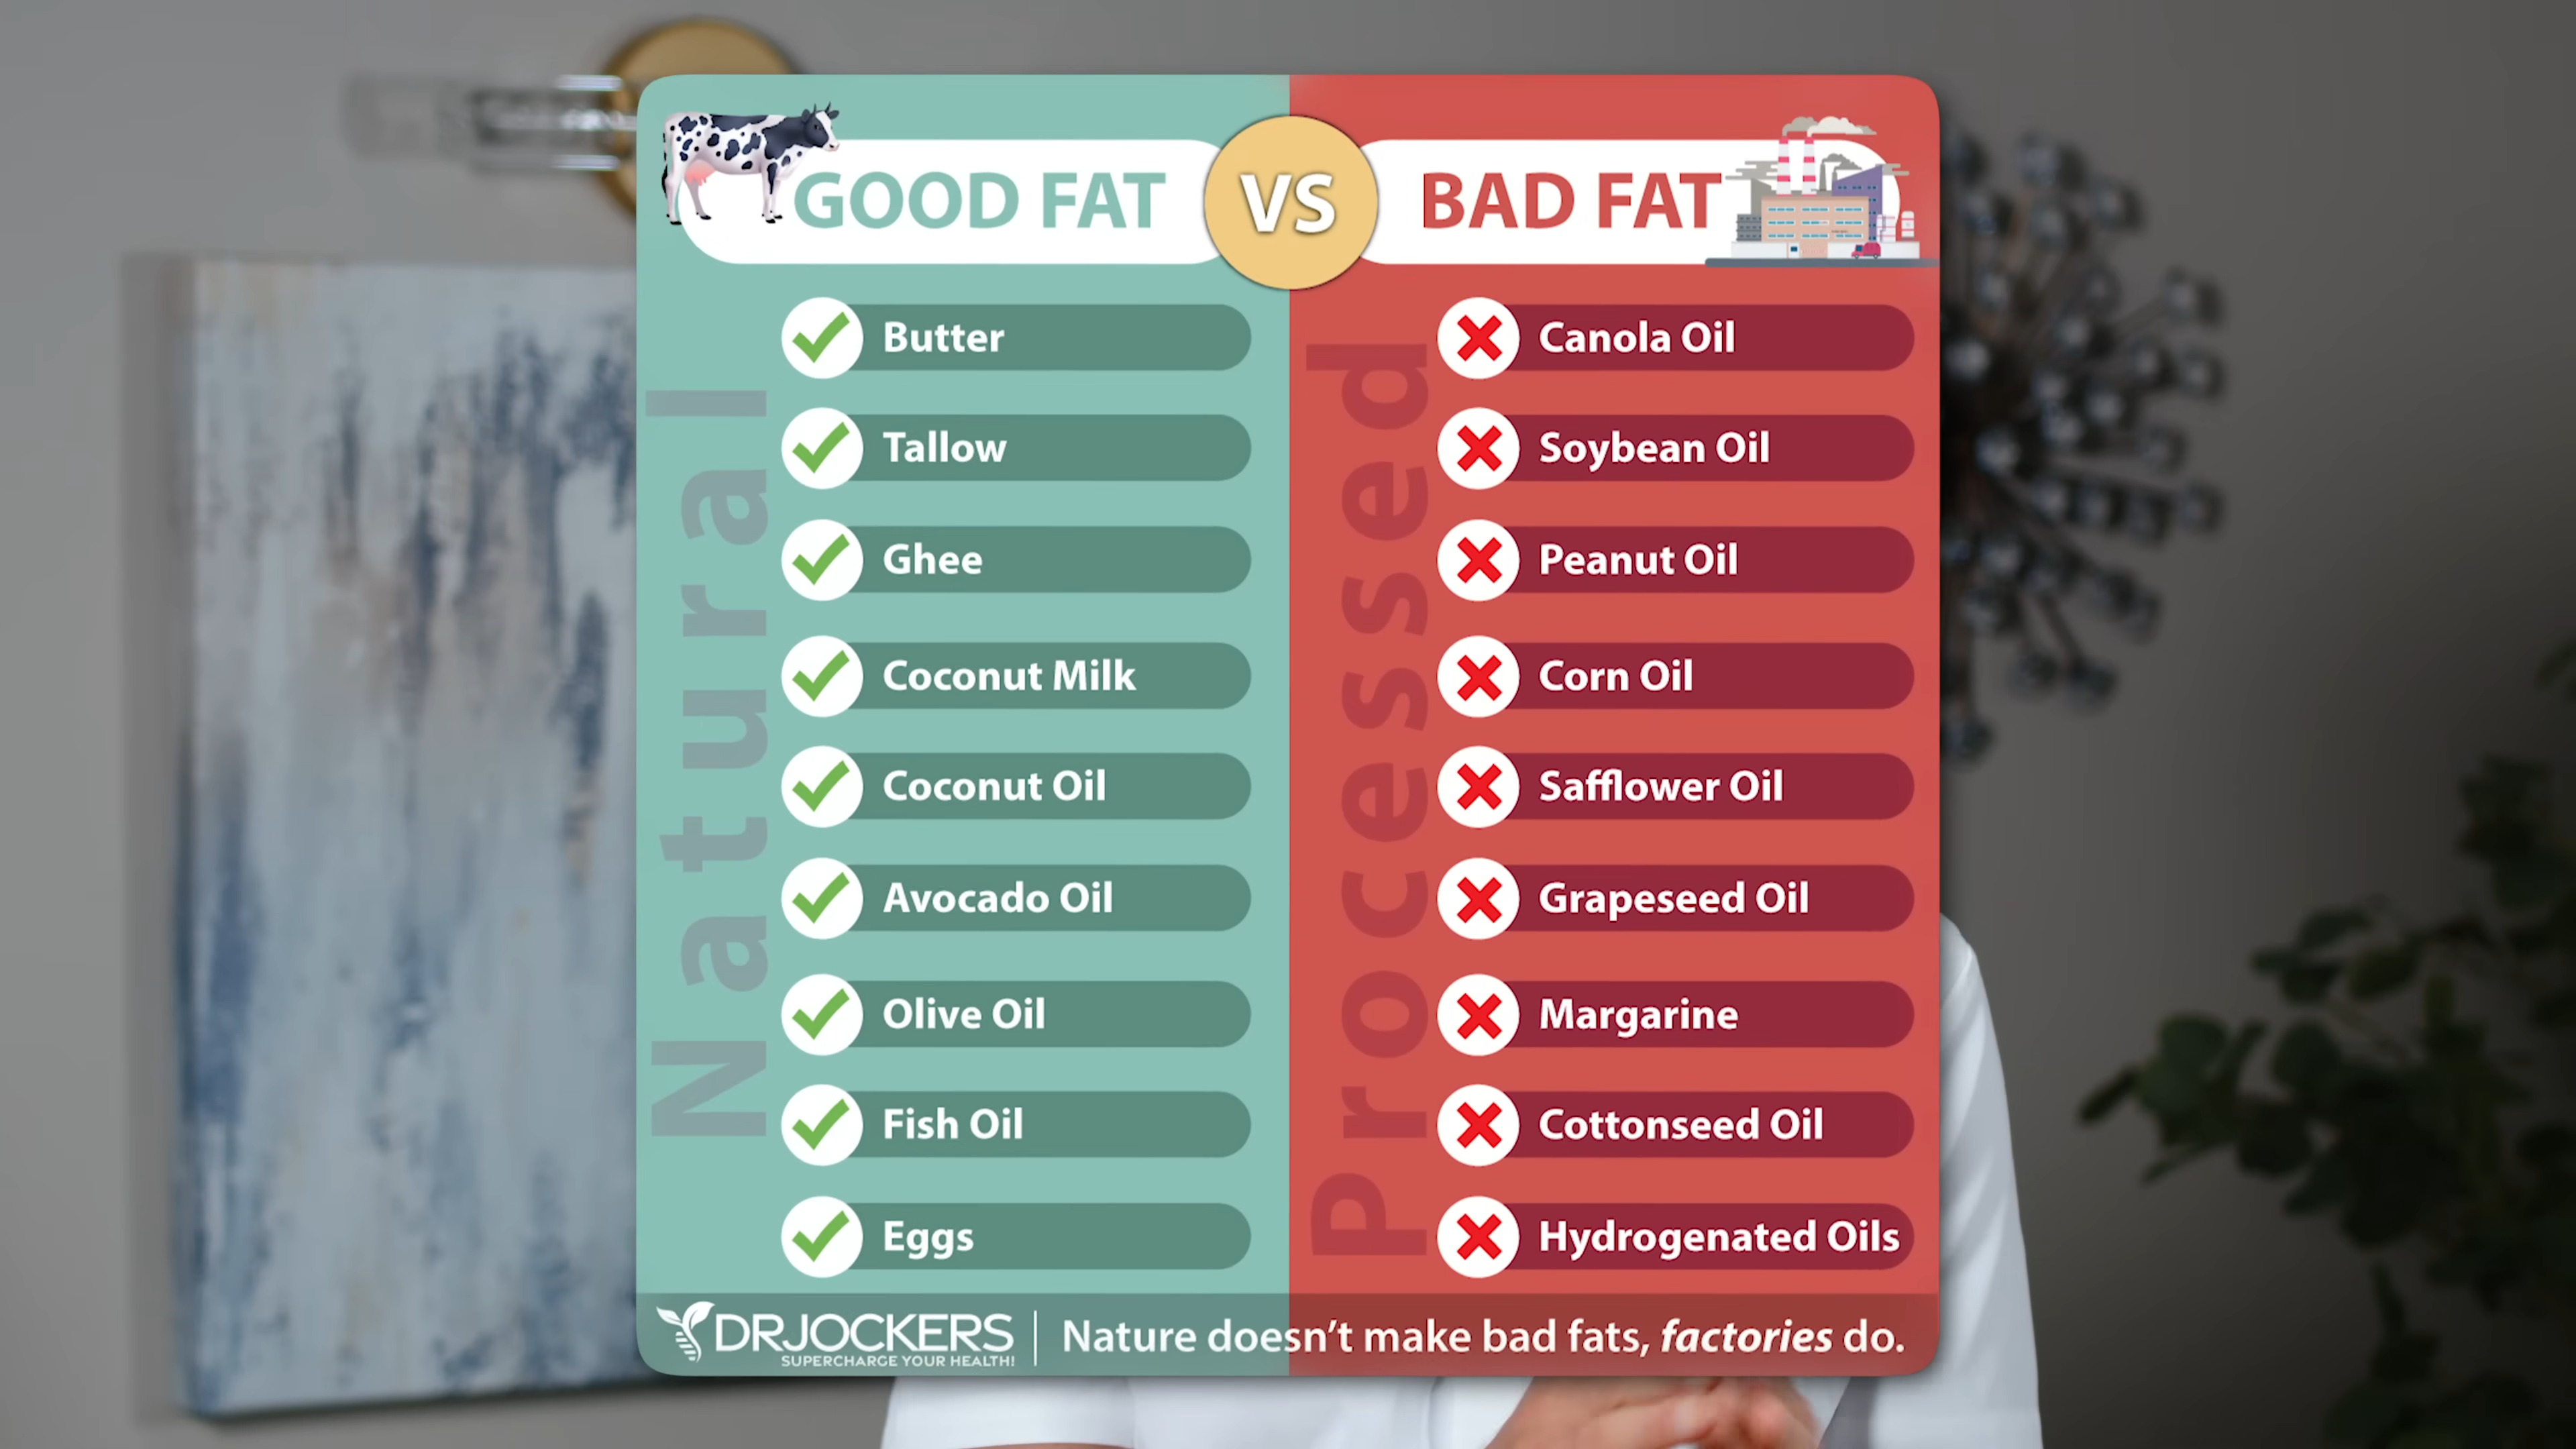 GOOD FAT
VS
BAD FAT
Natural
Butter
Tallow
Ghee
Coconut Milk
Coconut Oil
Avocado Oil
Olive Oil
Fish Oil
Eggs
Processed
Canola Oil
Soybean Oil
Peanut Oil
Corn Oil
Safflower Oil
Grapeseed Oil
Margarine
Cottonseed Oil
Hydrogenated Oils
DRJOCKERS
SUPERCHARGE YOUR HEALTH!
Nature doesn't make bad fats, factories do.